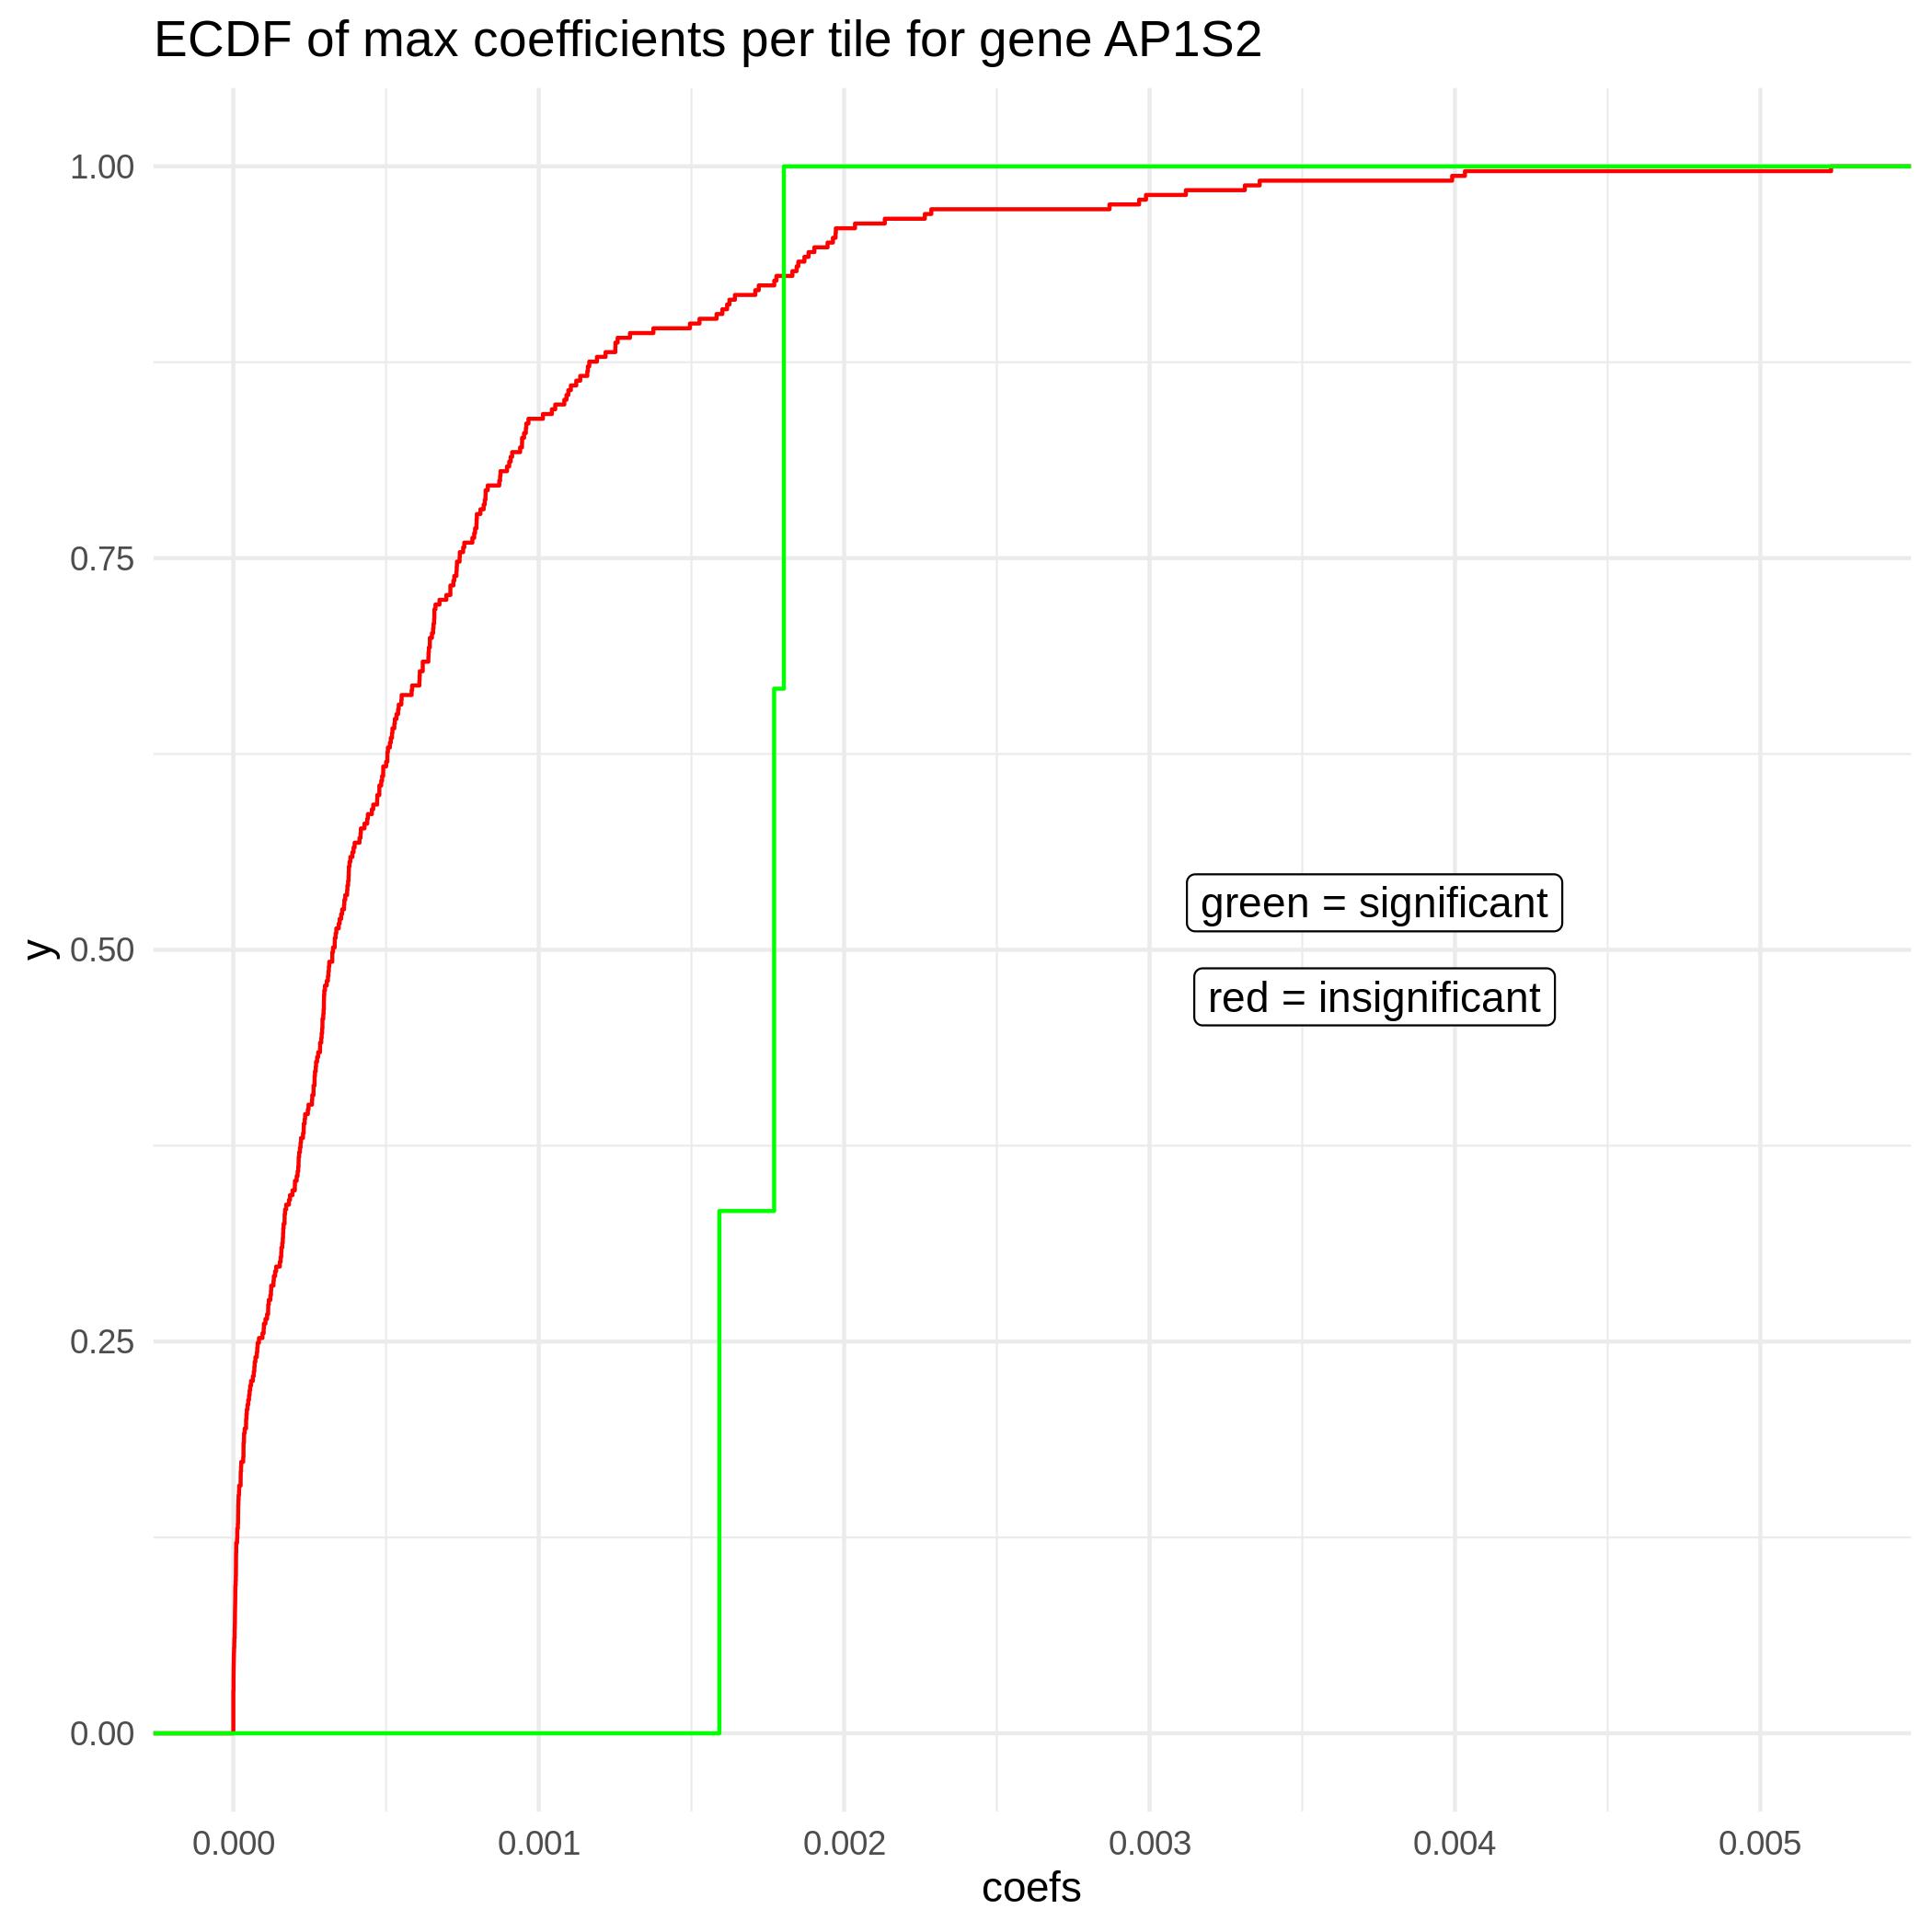 ECDF of max coefficients per tile for gene AP1S2
1.00
0.75
0.50
0.25
0.00
y
green = significant
red = insignificant
0.000 0.001 0.002 0.003 0.004 0.005
coefs